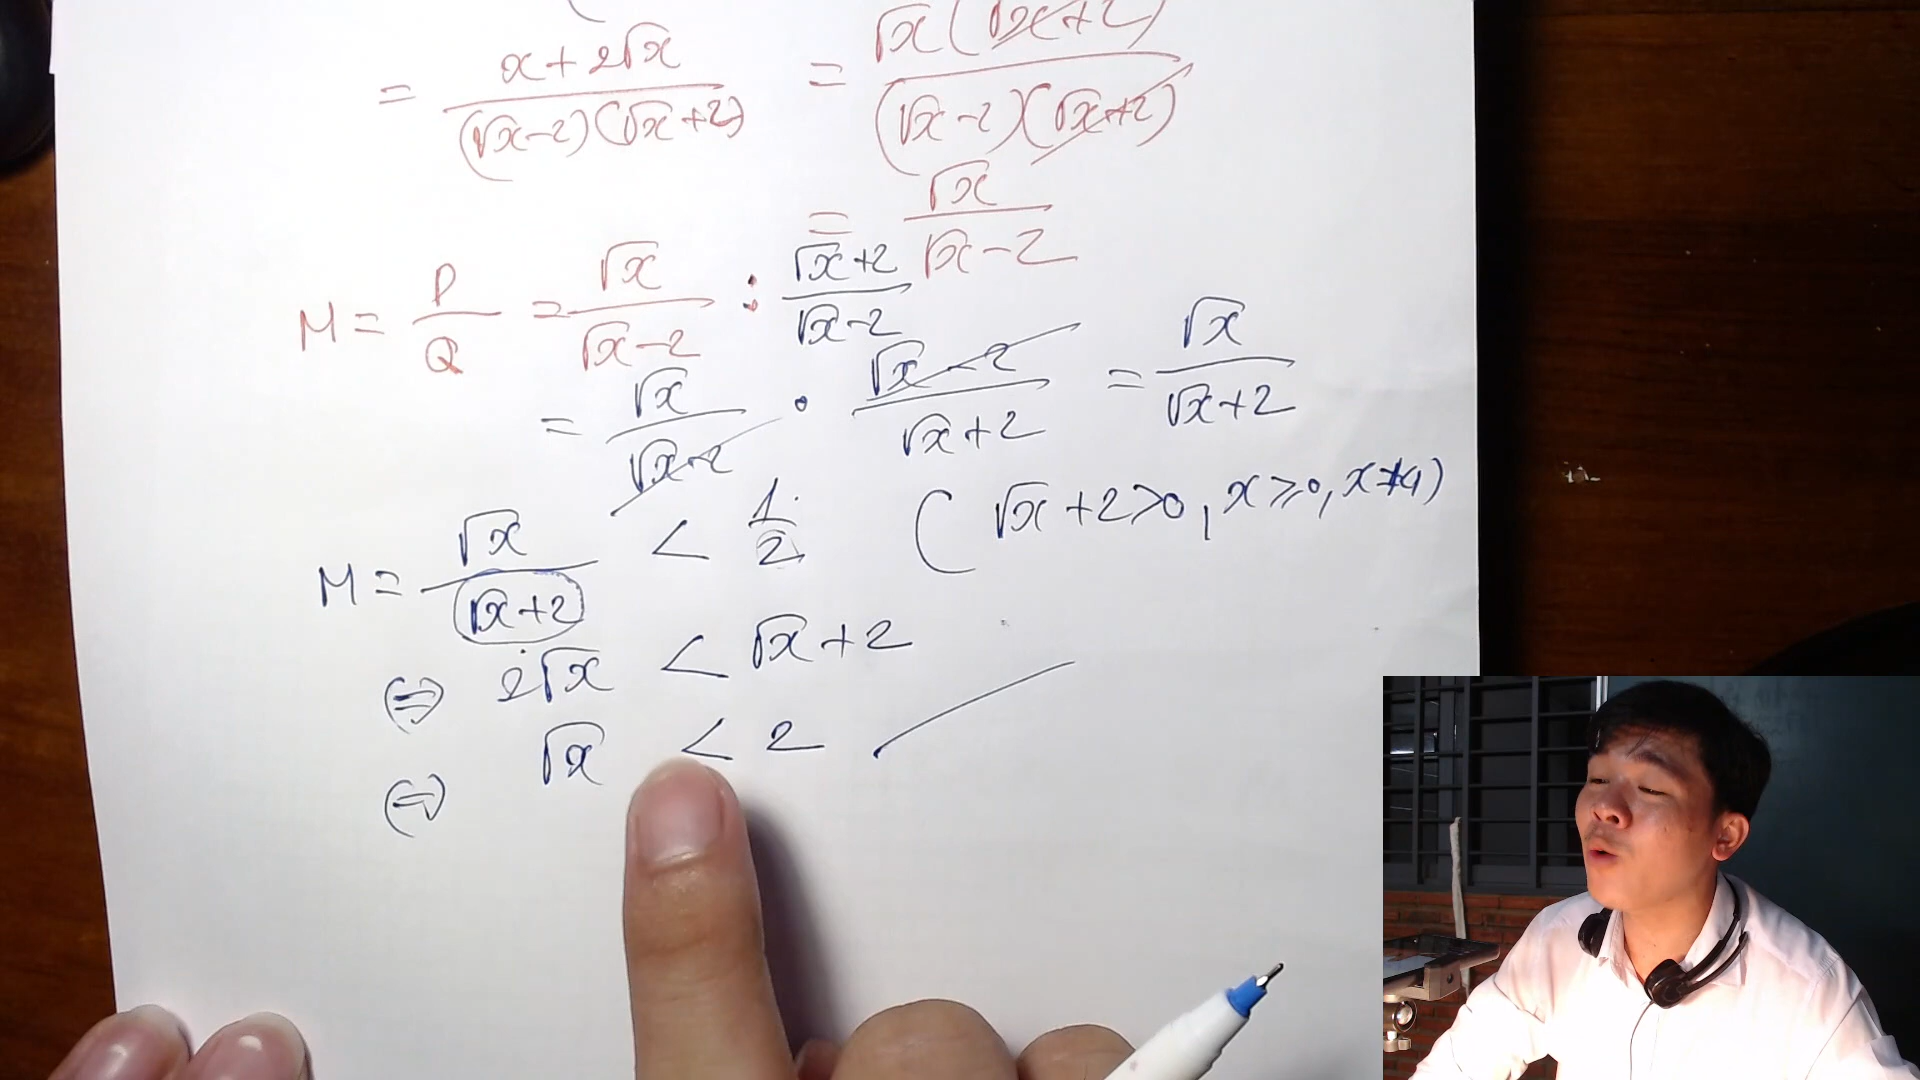 = x + 2√x / (√x - 2)(√x + 2) = √x (√x + 2) / (√x - 2)(√x + 2)
= √x / √x - 2
M = P / Q = √x / √x - 2 : √x + 2 / √x - 2
= √x / √x - 2 · √x - 2 / √x + 2 = √x / √x + 2
M = √x / √x + 2 < 1 / 2 ( √x + 2 > 0, x ⩾ 0, x ≠ 4)
⇔ 2√x < √x + 2
⇔ √x < 2